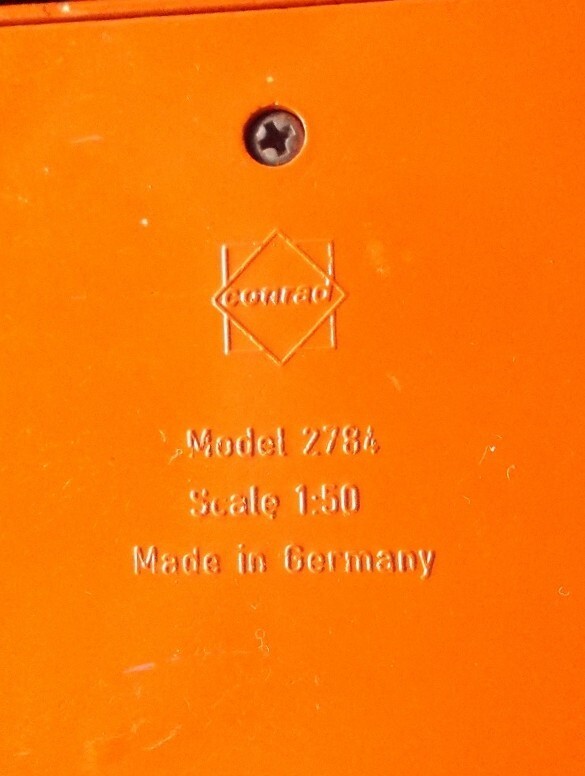 conrad
Model 2784
Scale 1:50
Made in Germany